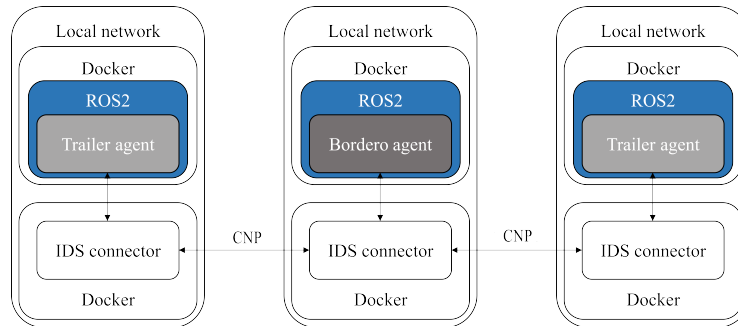 Local network
Docker
ROS2
Trailer agent
IDS connector
Docker
CNP
Local network
Docker
ROS2
Bordero agent
IDS connector
Docker
CNP
Local network
Docker
ROS2
Trailer agent
IDS connector
Docker